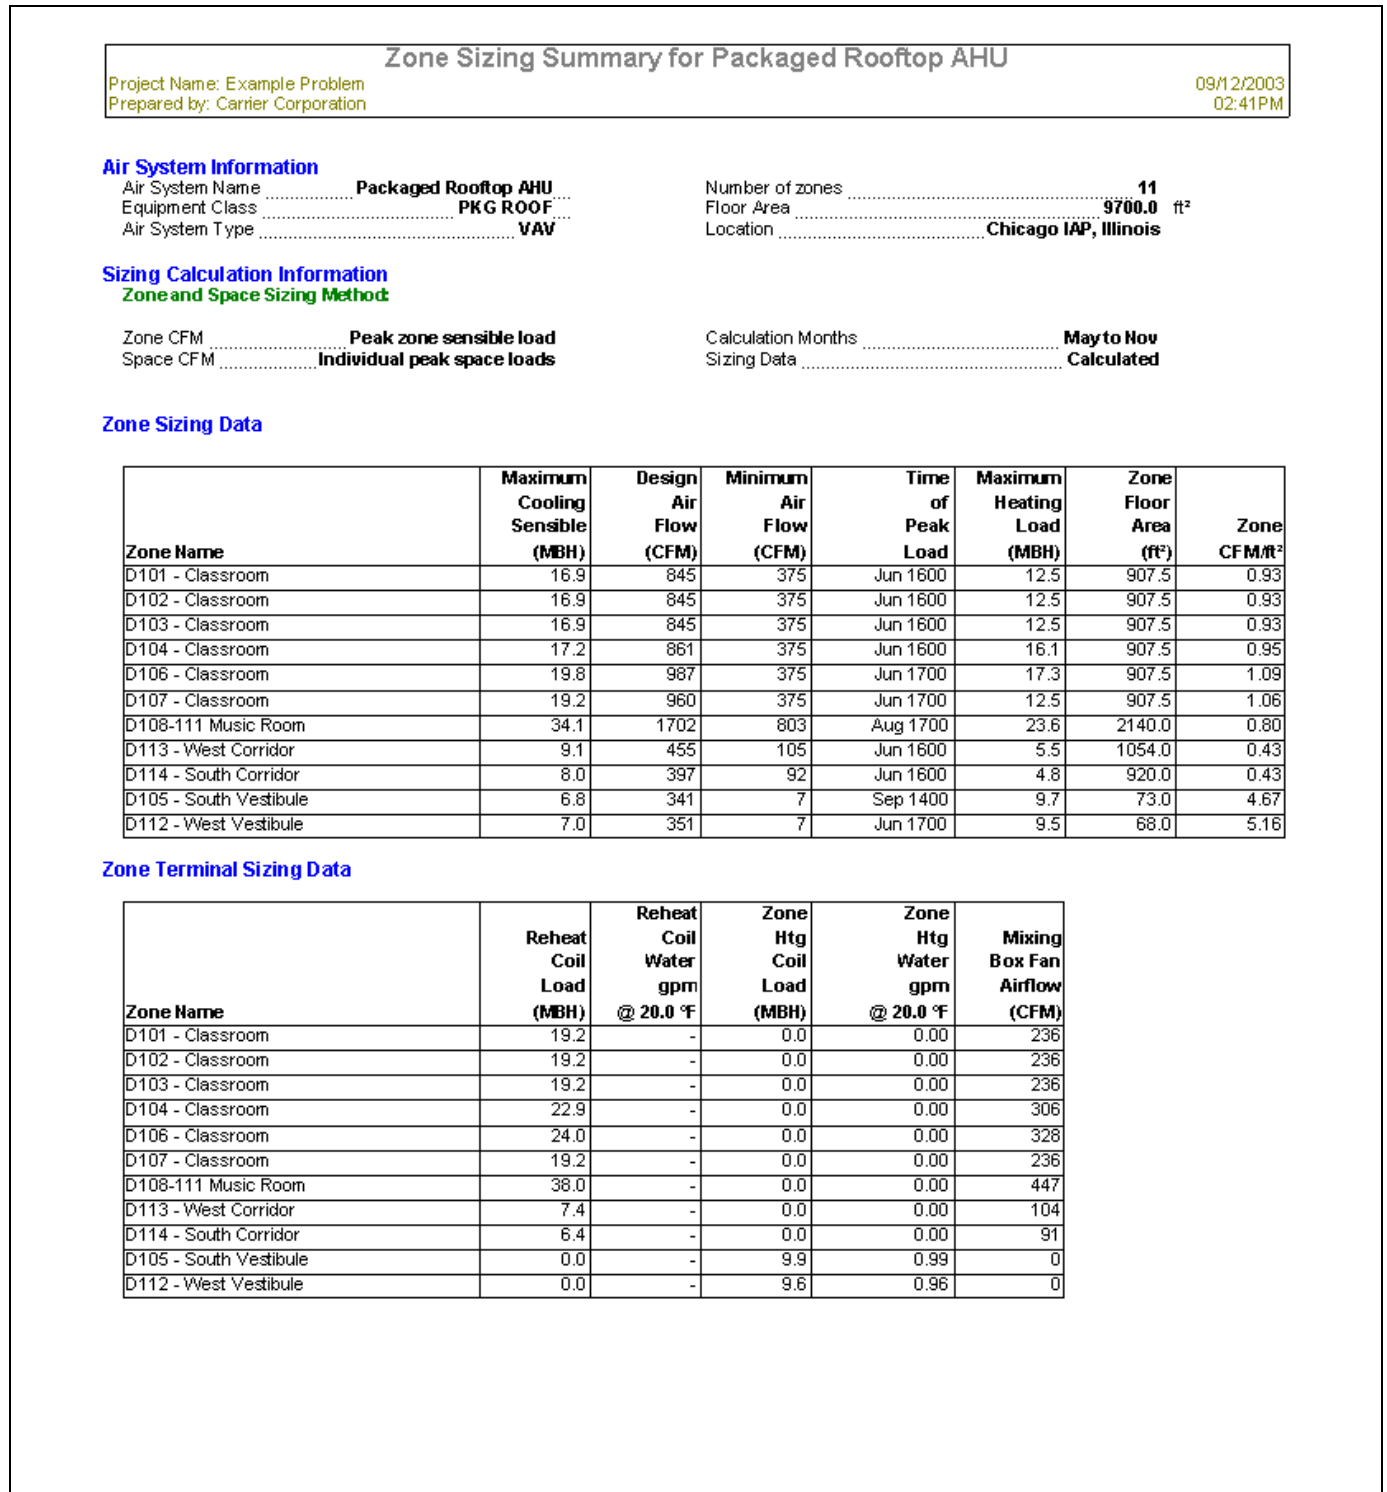 Zone Sizing Summary for Packaged Rooftop AHU
Project Name: Example Problem 09/12/2003
Prepared by: Carrier Corporation 02:41PM
Air System Information
Air System Name Packaged Rooftop AHU Number of zones 11
Equipment Class PKG ROOF Floor Area 9700.0 ft²
Air System Type VAV Location Chicago IAP, Illinois
Sizing Calculation Information
Zone and Space Sizing Method:
Zone CFM Peak zone sensible load Calculation Months May to Nov
Space CFM Individual peak space loads Sizing Data Calculated
Zone Sizing Data
Maximum Design Minimum Time Maximum Zone
Cooling Air Air of Heating Floor
Sensible Flow Flow Peak Load Area Zone
Zone Name (MBH) (CFM) (CFM) Load (MBH) (ft²) CFM/ft²
D101 - Classroom 16.9 845 375 Jun 1600 12.5 907.5 0.93
D102 - Classroom 16.9 845 375 Jun 1600 12.5 907.5 0.93
D103 - Classroom 16.9 845 375 Jun 1600 12.5 907.5 0.93
D104 - Classroom 17.2 861 375 Jun 1600 16.1 907.5 0.95
D106 - Classroom 19.8 987 375 Jun 1700 17.3 907.5 1.09
D107 - Classroom 19.2 960 375 Jun 1700 12.5 907.5 1.06
D108-111 Music Room 34.1 1702 803 Aug 1700 23.6 2140.0 0.80
D113 - West Corridor 9.1 455 105 Jun 1600 5.5 1054.0 0.43
D114 - South Corridor 8.0 397 92 Jun 1600 4.8 920.0 0.43
D105 - South Vestibule 6.8 341 7 Sep 1400 9.7 73.0 4.67
D112 - West Vestibule 7.0 351 7 Jun 1700 9.5 68.0 5.16
Zone Terminal Sizing Data
Reheat Zone Zone
Reheat Coil Htg Htg Mixing
Coil Water Coil Water Box Fan
Load gpm Load gpm Airflow
Zone Name (MBH) @ 20.0 °F (MBH) @ 20.0 °F (CFM)
D101 - Classroom 19.2 - 0.0 0.00 236
D102 - Classroom 19.2 - 0.0 0.00 236
D103 - Classroom 19.2 - 0.0 0.00 236
D104 - Classroom 22.9 - 0.0 0.00 306
D106 - Classroom 24.0 - 0.0 0.00 328
D107 - Classroom 19.2 - 0.0 0.00 236
D108-111 Music Room 38.0 - 0.0 0.00 447
D113 - West Corridor 7.4 - 0.0 0.00 104
D114 - South Corridor 6.4 - 0.0 0.00 91
D105 - South Vestibule 0.0 - 9.9 0.99 0
D112 - West Vestibule 0.0 - 9.6 0.96 0